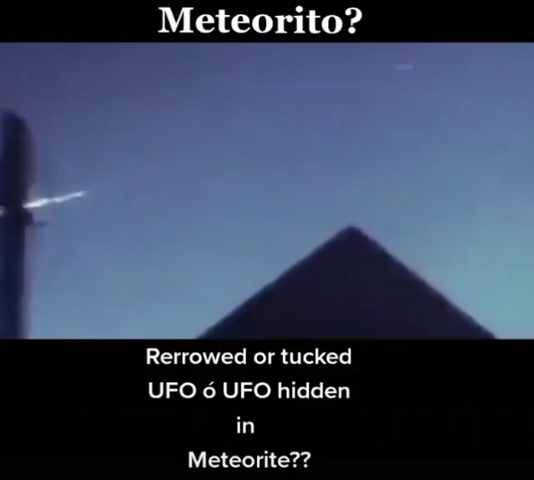 Meteorito?
Rerrowed or tucked
UFO ó UFO hidden
in
Meteorite??